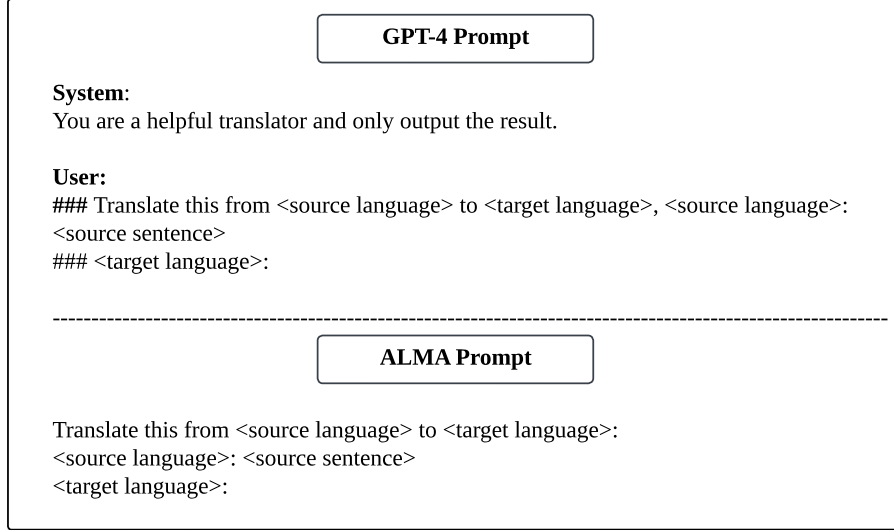 GPT-4 Prompt
System:
You are a helpful translator and only output the result.
User:
### Translate this from <source language> to <target language>, <source language>:
<source sentence>
### <target language>:
--------------------------------------------------------------------------------------------------------------
ALMA Prompt
Translate this from <source language> to <target language>:
<source language>: <source sentence>
<target language>: